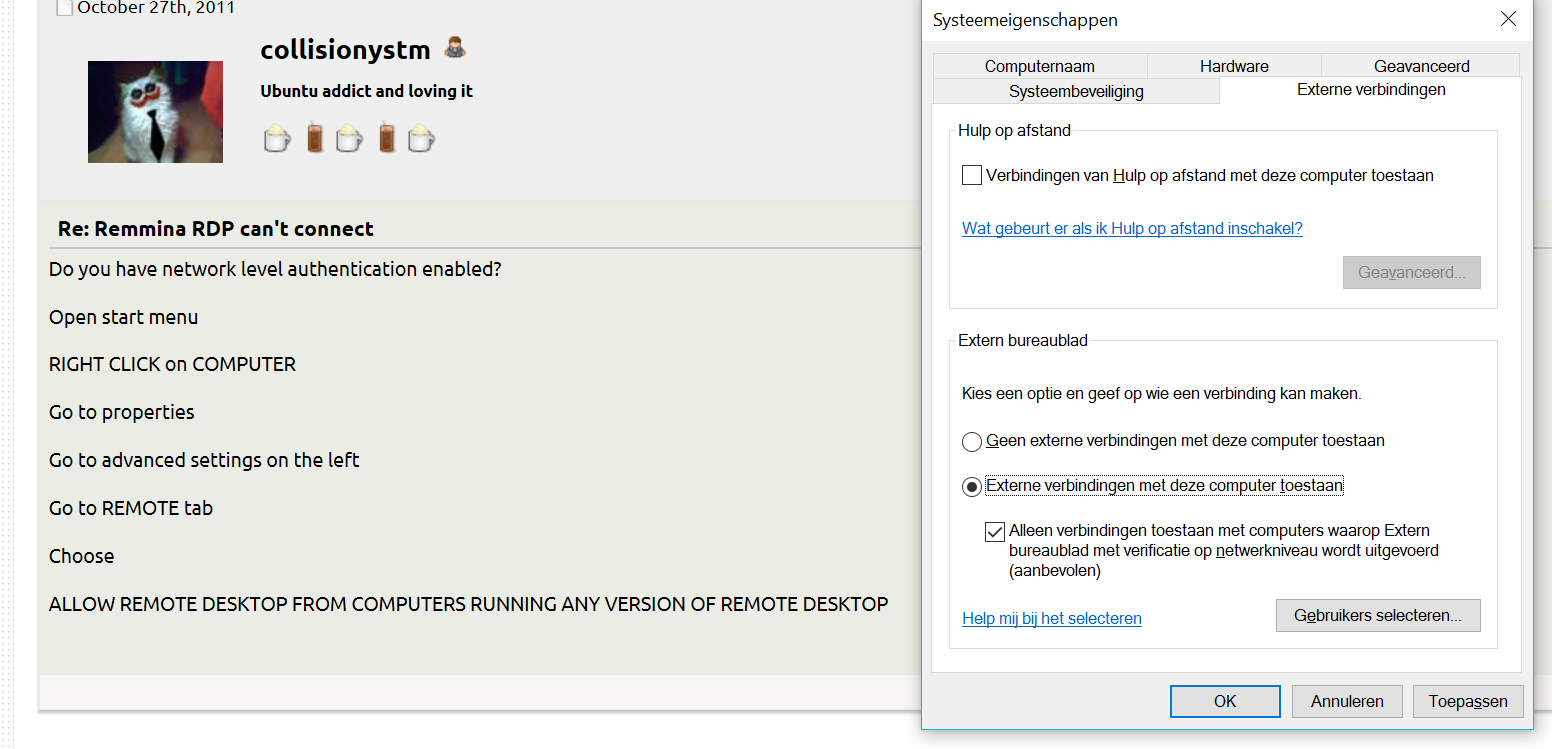 October 27th, 2011
collisionystm
Ubuntu addict and loving it
Re: Remmina RDP can't connect
Do you have network level authentication enabled?
Open start menu
RIGHT CLICK on COMPUTER
Go to properties
Go to advanced settings on the left
Go to REMOTE tab
Choose
ALLOW REMOTE DESKTOP FROM COMPUTERS RUNNING ANY VERSION OF REMOTE DESKTOP
Systeemeigenschappen
Computernaam
Hardware
Geavanceerd
Systeembeveiliging
Externe verbindingen
Hulp op afstand
Verbindingen van Hulp op afstand met deze computer toestaan
Wat gebeurt er als ik Hulp op afstand inschakel?
Geavanceerd...
Extern bureaublad
Kies een optie en geef op wie een verbinding kan maken.
Geen externe verbindingen met deze computer toestaan
Externe verbindingen met deze computer toestaan
Alleen verbindingen toestaan met computers waarop Extern
bureaublad met verificatie op netwerkniveau wordt uitgevoerd
(aanbevolen)
Help mij bij het selecteren
Gebruikers selecteren...
OK
Annuleren
Toepassen